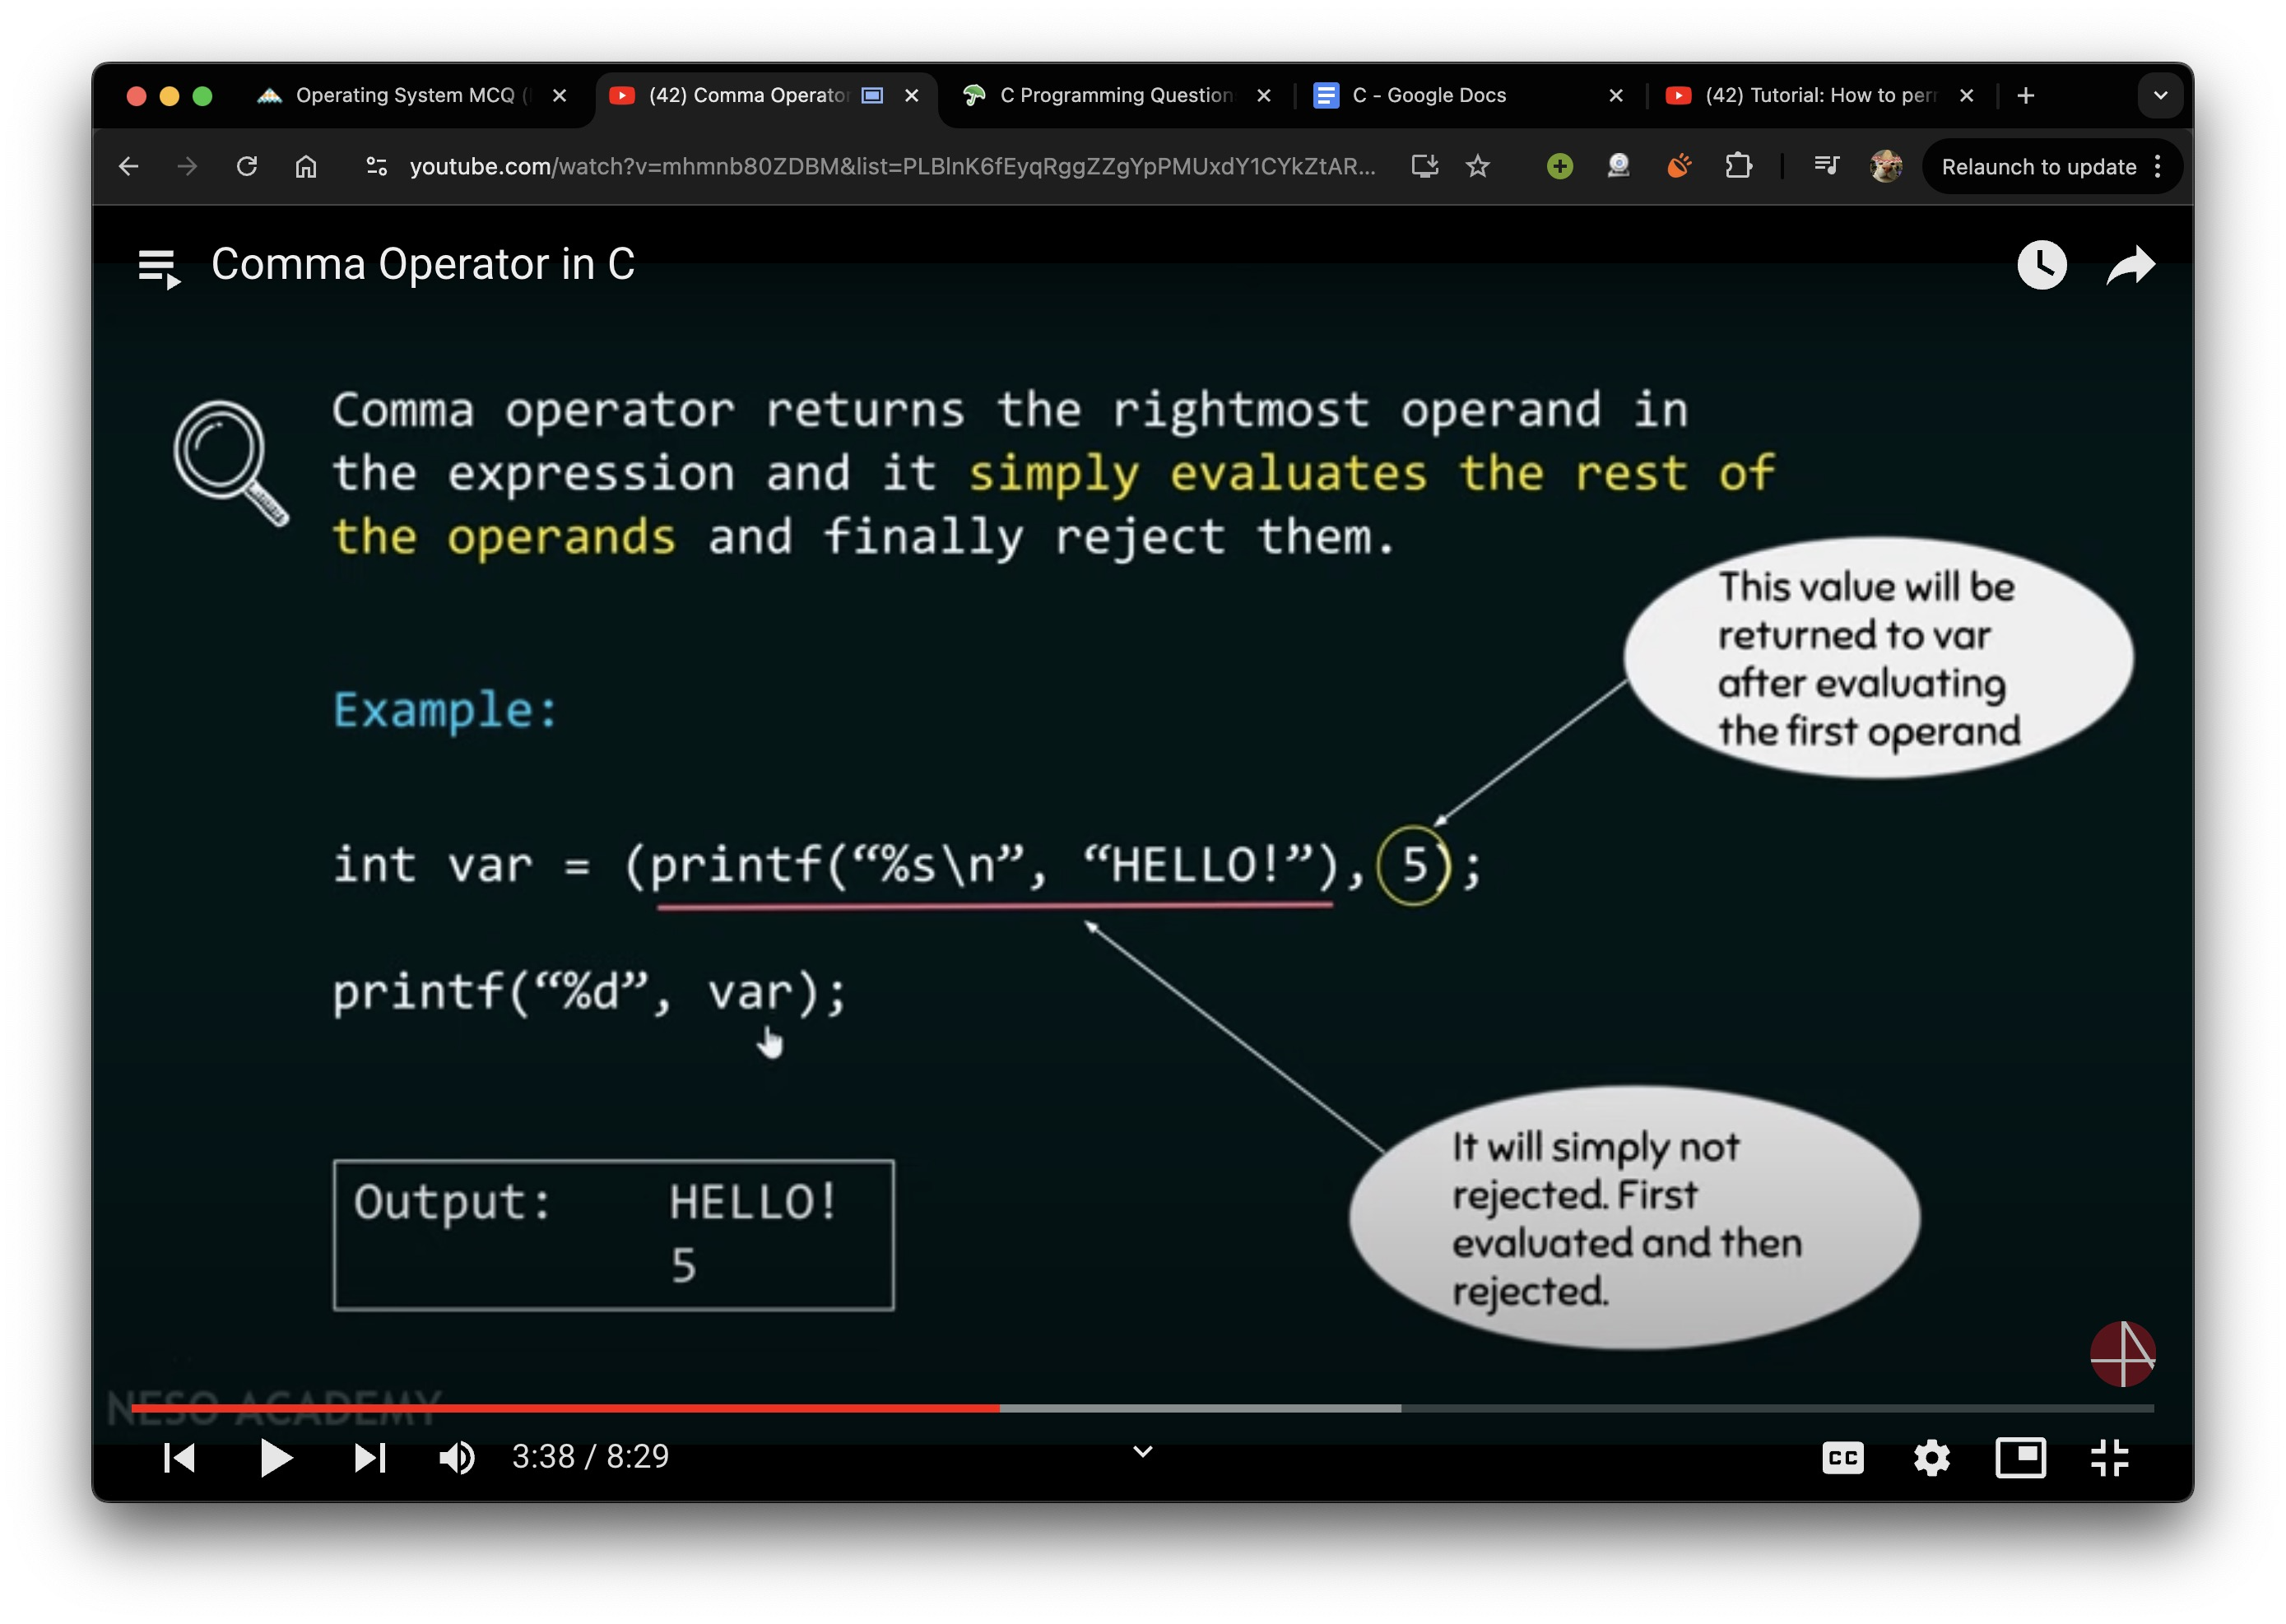 Operating System MCQ (
(42) Comma Operator
C Programming Question
C - Google Docs
(42) Tutorial: How to per
youtube.com/watch?v=mhmnb80ZDBM&list=PLBlnK6fEyqRggZZgYpPMUxdY1CYkZtAR...
Relaunch to update
Comma Operator in C
Comma operator returns the rightmost operand in
the expression and it simply evaluates the rest of
the operands and finally reject them.
This value will be
returned to var
after evaluating
the first operand
Example:
int var = (printf(“%s\n”, “HELLO!”), 5);
printf(“%d”, var);
It will simply not
rejected. First
evaluated and then
rejected.
Output: HELLO!
5
NESO ACADEMY
3:38 / 8:29
CC